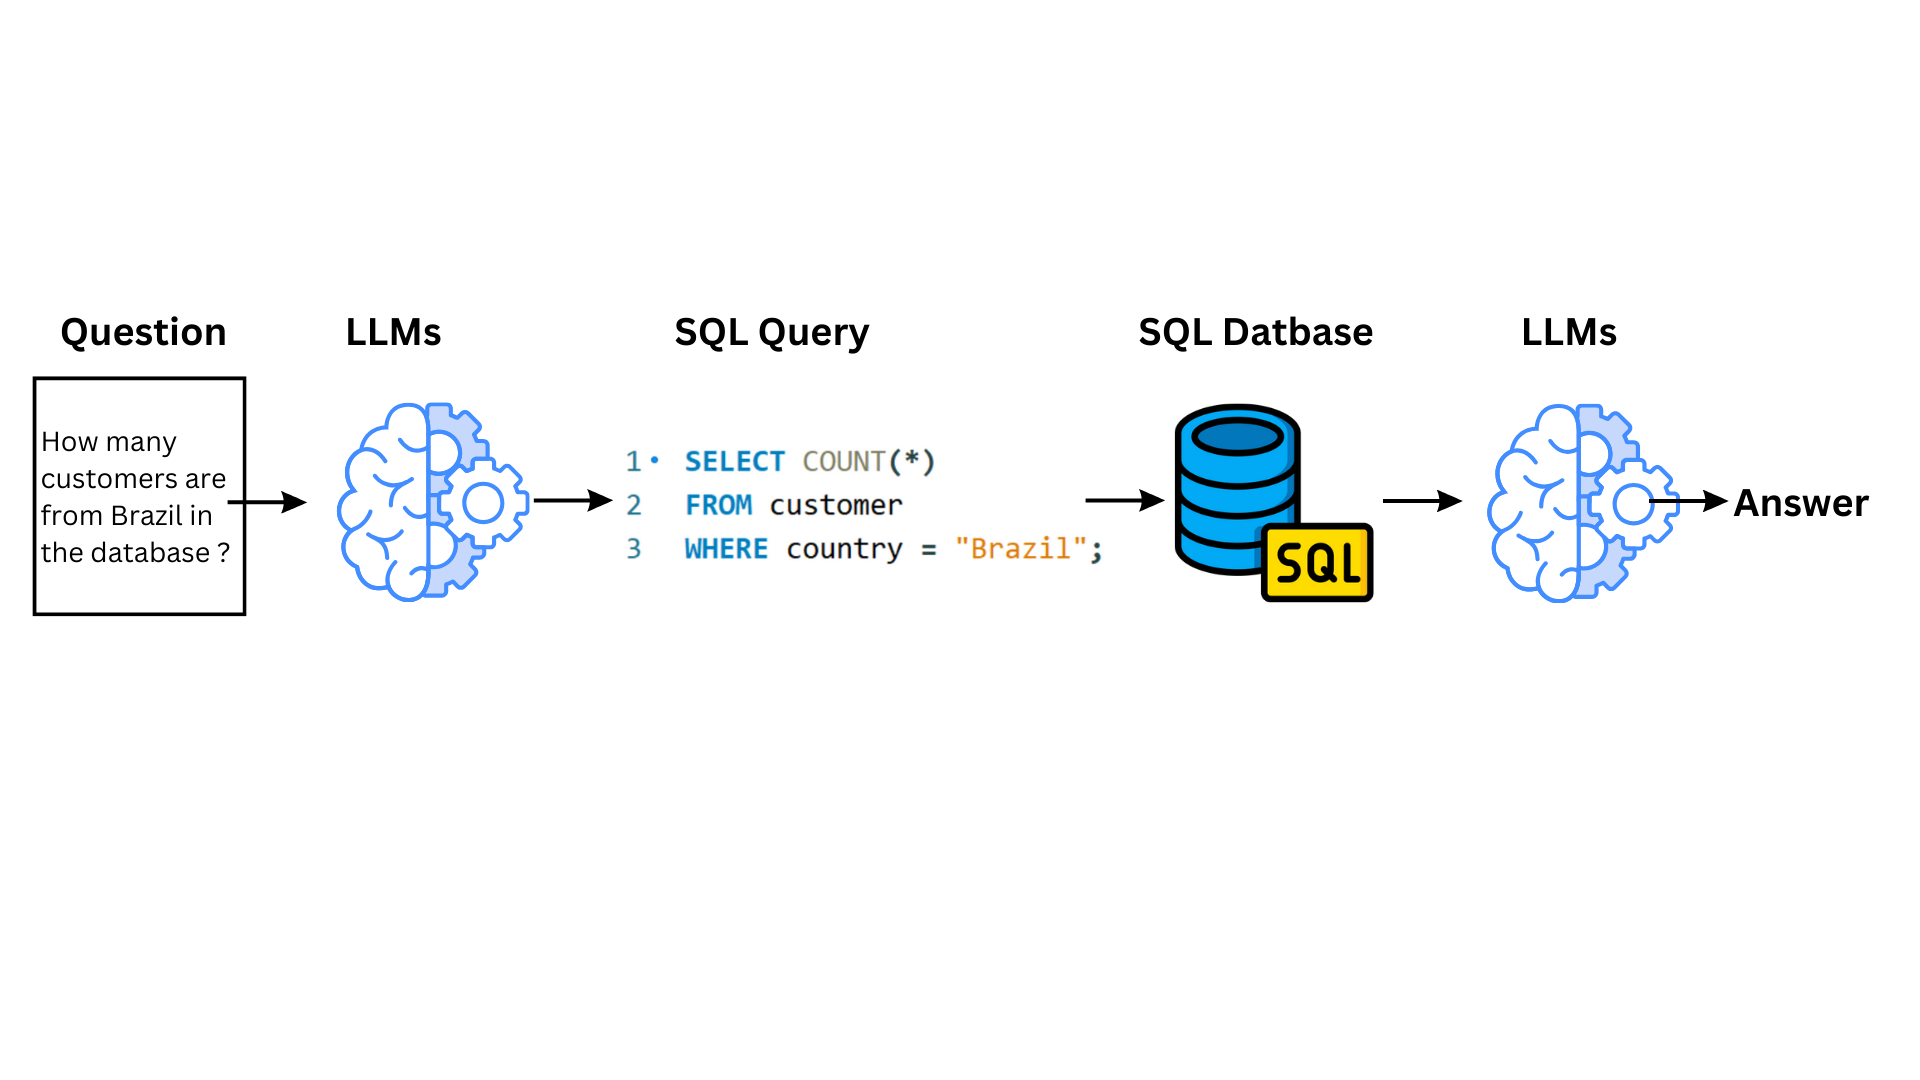 Question
LLMs
SQL Query
SQL Datbase
LLMs
How many
customers are
from Brazil in
the database ?
1 • SELECT COUNT(*)
2 FROM customer
3 WHERE country = "Brazil";
SQL
Answer